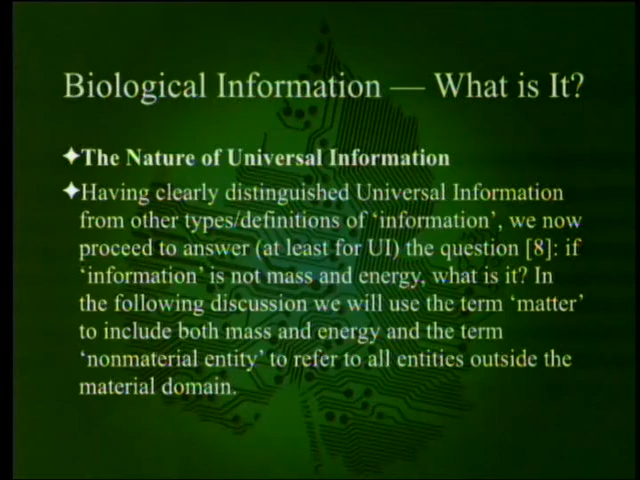 Biological Information — What is It?
✦The Nature of Universal Information
✦Having clearly distinguished Universal Information
from other types/definitions of ‘information’, we now
proceed to answer (at least for UI) the question [8]: if
‘information’ is not mass and energy, what is it? In
the following discussion we will use the term ‘matter’
to include both mass and energy and the term
‘nonmaterial entity’ to refer to all entities outside the
material domain.